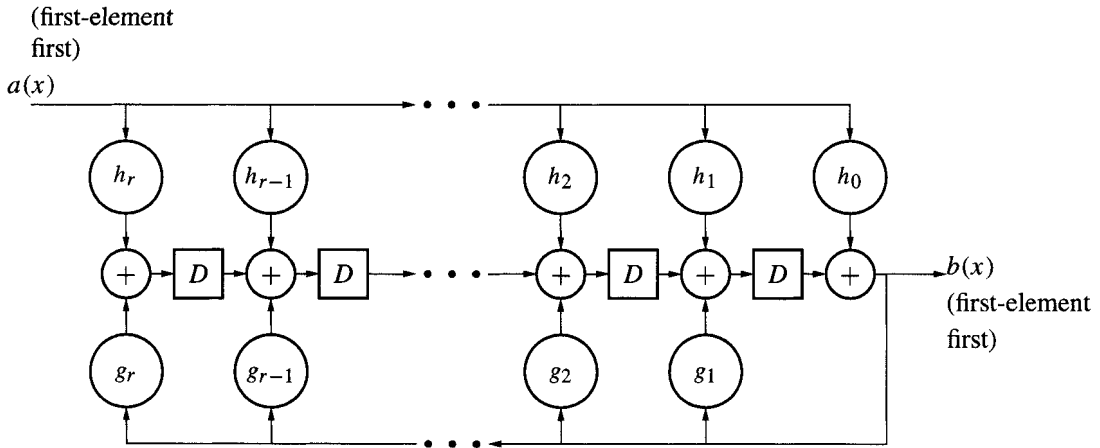 (first-element
first)
a(x)
h_r
h_{r-1}
h_2
h_1
h_0
+ D + D + D + D +
b(x)
(first-element
first)
g_r
g_{r-1}
g_2
g_1